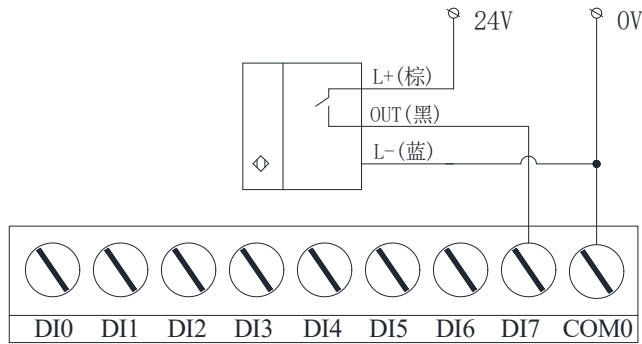 24V
0V
L+(棕)
OUT(黑)
L-(蓝)
DI0 DI1 DI2 DI3 DI4 DI5 DI6 DI7 COM0